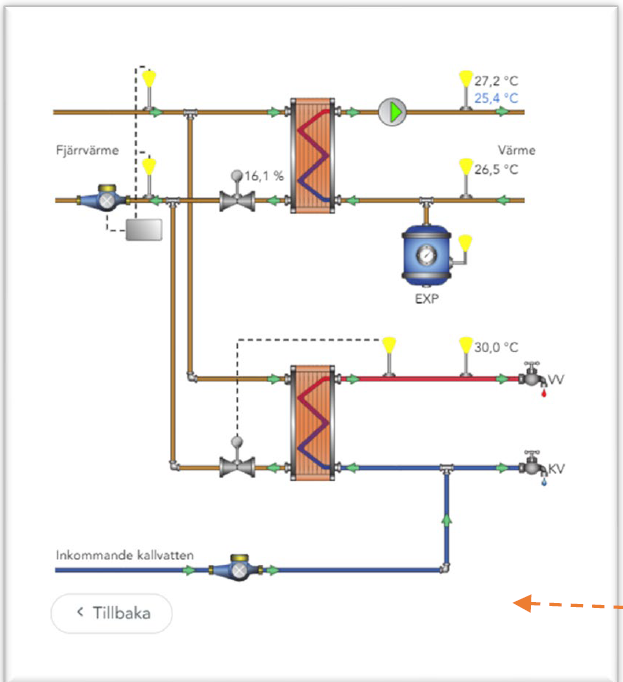 27,2 °C
25,4 °C
Fjärrvärme
Värme
16,1 %
26,5 °C
EXP
30,0 °C
VV
KV
Inkommande kallvatten
< Tillbaka